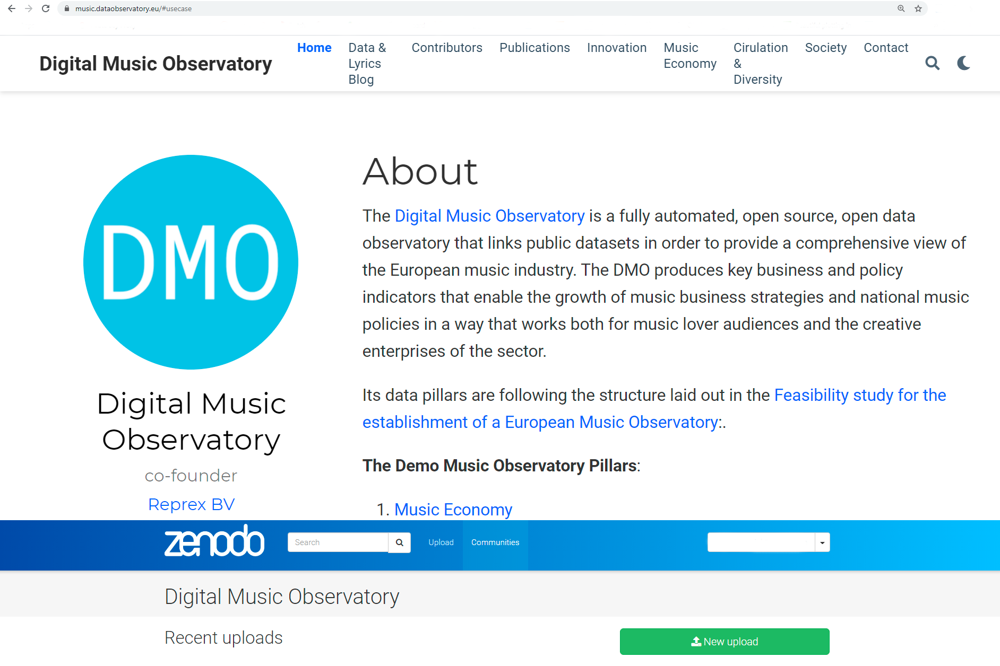 music.dataobservatory.eu/#usecase
Digital Music Observatory
Home
Data &
Lyrics
Blog
Contributors
Publications
Innovation
Music
Economy
Cirulation
&
Diversity
Society
Contact
DMO
Digital Music
Observatory
co-founder
Reprex BV
About
The Digital Music Observatory is a fully automated, open source, open data
observatory that links public datasets in order to provide a comprehensive view of
the European music industry. The DMO produces key business and policy
indicators that enable the growth of music business strategies and national music
policies in a way that works both for music lover audiences and the creative
enterprises of the sector.
Its data pillars are following the structure laid out in the Feasibility study for the
establishment of a European Music Observatory:.
The Demo Music Observatory Pillars:
1. Music Economy
zenodo
Search
Upload
Communities
Digital Music Observatory
Recent uploads
New upload